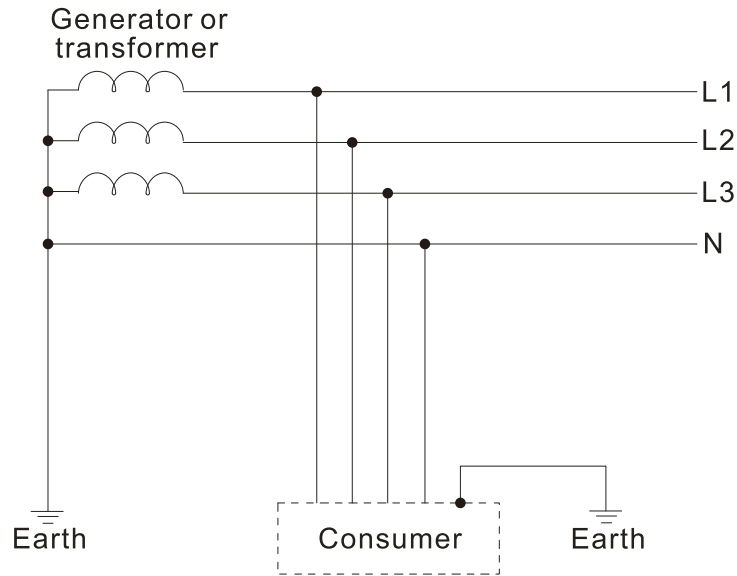 Generator or
transformer
L1
L2
L3
N
Earth
Consumer
Earth